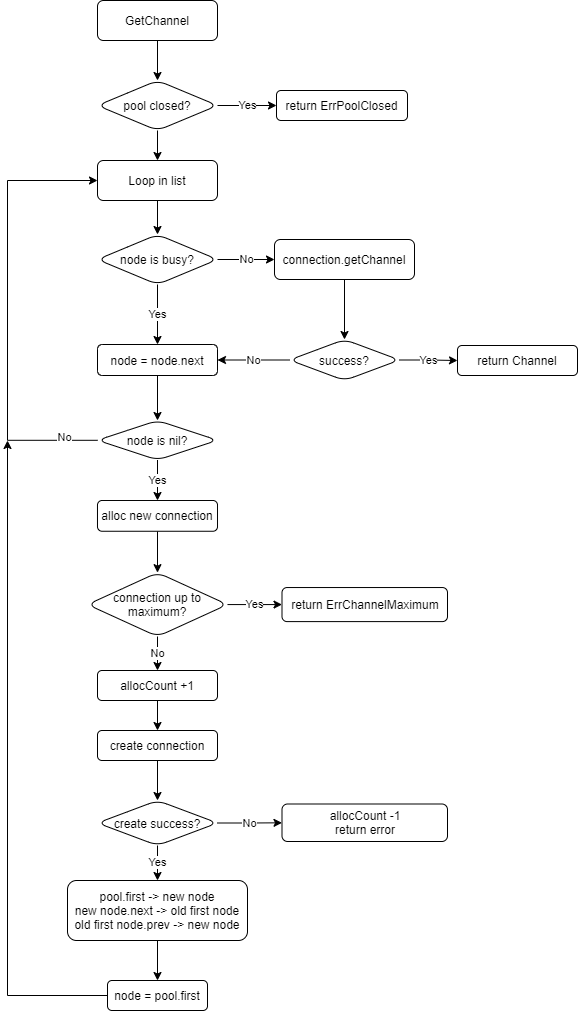 GetChannel
pool closed?
Yes
return ErrPoolClosed
Loop in list
node is busy?
No
connection.getChannel
Yes
node = node.next
No
success?
Yes
return Channel
No
node is nil?
Yes
alloc new connection
connection up to
maximum?
Yes
return ErrChannelMaximum
No
allocCount +1
create connection
create success?
No
allocCount -1
return error
Yes
pool.first -> new node
new node.next -> old first node
old first node.prev -> new node
node = pool.first